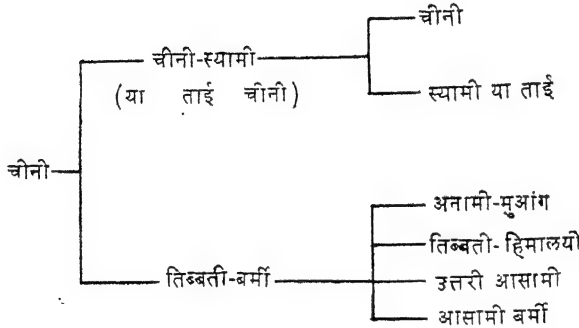 चीनी
चीनी-स्यामी
(या ताई चीनी)
स्यामी या ताई
चीनी
अनामी-मुआंग
तिब्बती-हिमालयी
तिब्बती-बर्मी
उत्तरी आसामी
आसामी बर्मी